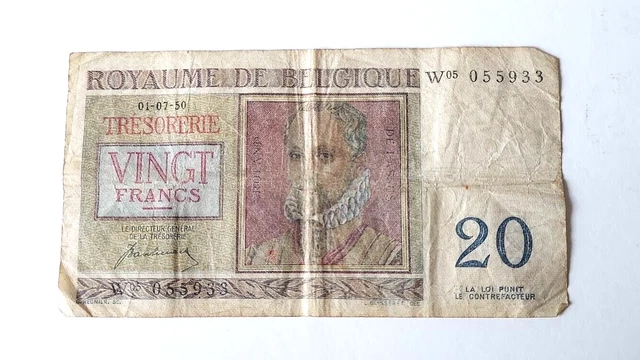 ROYAUME DE BELGIQUE
W05 055933
01-07-50
TRÉSORERIE
VINGT
FRANCS
LE DIRECTEUR GÉNÉRAL
DE LA TRÉSORERIE
20
LA LOI PUNIT
LE CONTREFACTEUR
W05 055933